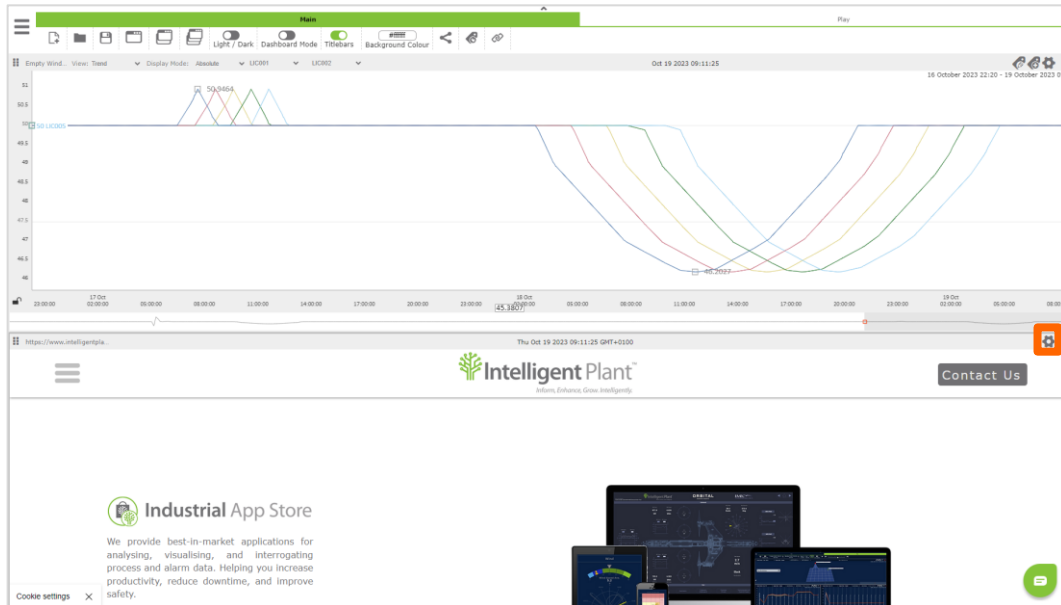 Main
Play
Light / Dark
Dashboard Mode
Titlebars
Background Colour
Empty Wind..
View: Trend
Display Mode: Absolute
LIC001
LIC002
Oct 19 2023 09:11:25
16 October 2023 22:20 - 19 October 2023 0
51
50.9464
50.5
50
50 LIC005
49.5
49
48.5
48
47.5
47
46.5
46
46.2027
23:00:00
17 Oct
02:00:00
05:00:00
08:00:00
11:00:00
14:00:00
17:00:00
20:00:00
23:00:00
18 Oct
45.3807
05:00:00
08:00:00
11:00:00
14:00:00
17:00:00
20:00:00
23:00:00
19 Oct
02:00:00
05:00:00
08:00
https://www.intelligentpla..
Thu Oct 19 2023 09:11:25 GMT+0100
Intelligent Plant™
Inform, Enhance, Grow. Intelligently.
Contact Us
Industrial App Store
We provide best-in-market applications for
analysing, visualising, and interrogating
process and alarm data. Helping you increase
productivity, reduce downtime, and improve
safety.
Cookie settings X